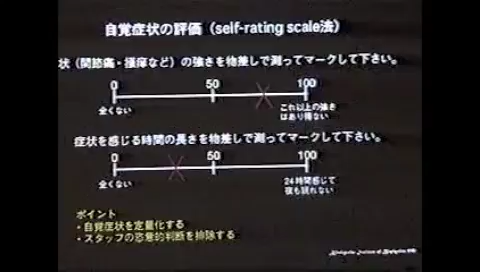 自覚症状の評価（self-rating scale法）
状（関節痛・掻痒など）の強さを物差しで測ってマークして下さい。
0 50 100
全くない これ以上の強さ
はあり得ない
症状を感じる時間の長さを物差しで測ってマークして下さい。
0 50 100
全くない 24時間感じて
夜も眠れない
ポイント
・自覚症状を定量化する
・スタッフの恣意的判断を排除する